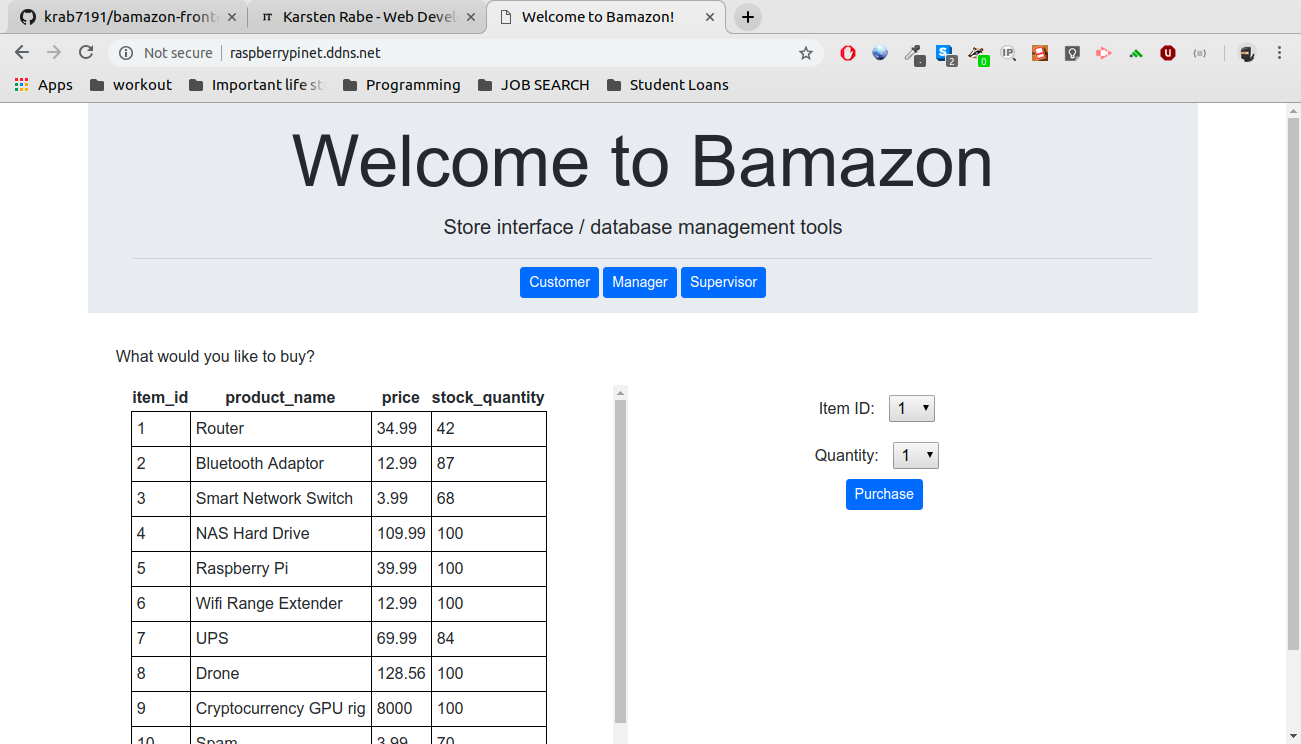 krab7191/bamazon-front
IT Karsten Rabe - Web Devel
Welcome to Bamazon!
Not secure raspberrypinet.ddns.net
S 2 0 IP
Apps workout Important life st Programming JOB SEARCH Student Loans
Welcome to Bamazon
Store interface / database management tools
Customer Manager Supervisor
What would you like to buy?
item_id product_name price stock_quantity
1 Router 34.99 42
2 Bluetooth Adaptor 12.99 87
3 Smart Network Switch 3.99 68
4 NAS Hard Drive 109.99 100
5 Raspberry Pi 39.99 100
6 Wifi Range Extender 12.99 100
7 UPS 69.99 84
8 Drone 128.56 100
9 Cryptocurrency GPU rig 8000 100
10 Spam 3.99 70
Item ID: 1
Quantity: 1
Purchase